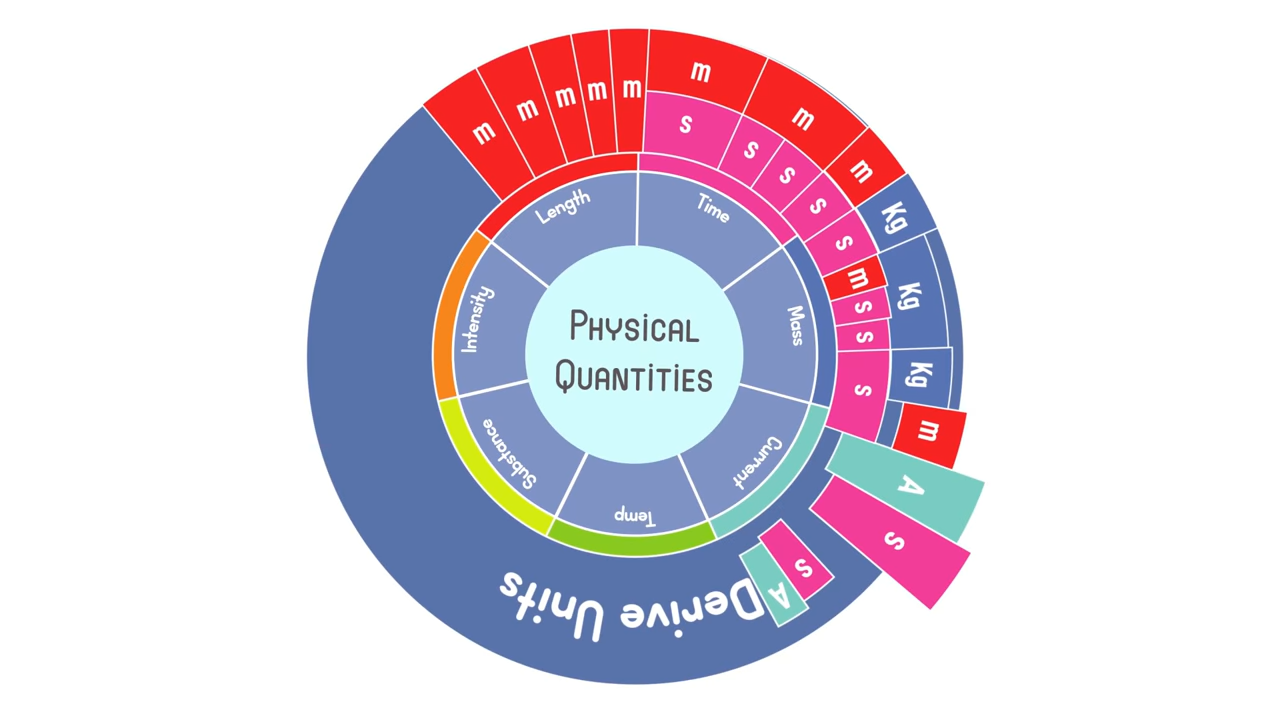 PHYSICAL
QUANTITIES
Length
Time
Mass
Current
Temp
Substance
Intensity
m
m
m
m
m
m
m
m
s
s
s
s
s
Kg
m
s
s
Kg
s
Kg
m
A
s
s
A
Derive Units